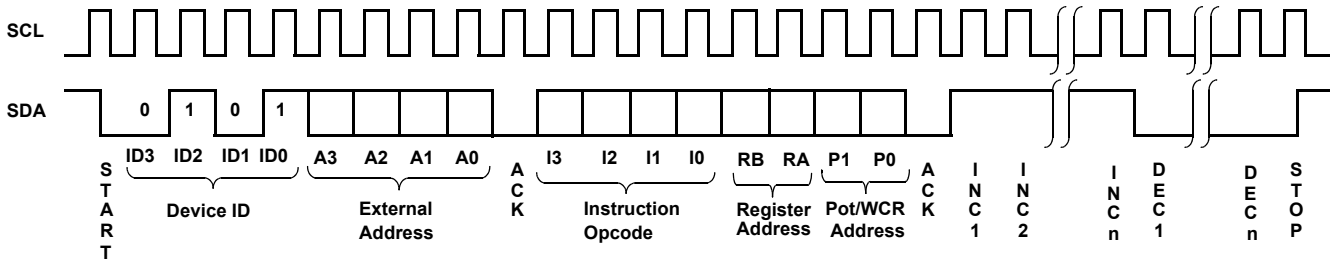 SCL
SDA
0 1 0 1
ID3 ID2 ID1 ID0 A3 A2 A1 A0 I3 I2 I1 I0 RB RA P1 P0
START
Device ID
External
Address
ACK
Instruction
Opcode
Register
Address
Pot/WCR
Address
ACK
INC1
INC2
INCn
DEC1
DECn
STOP